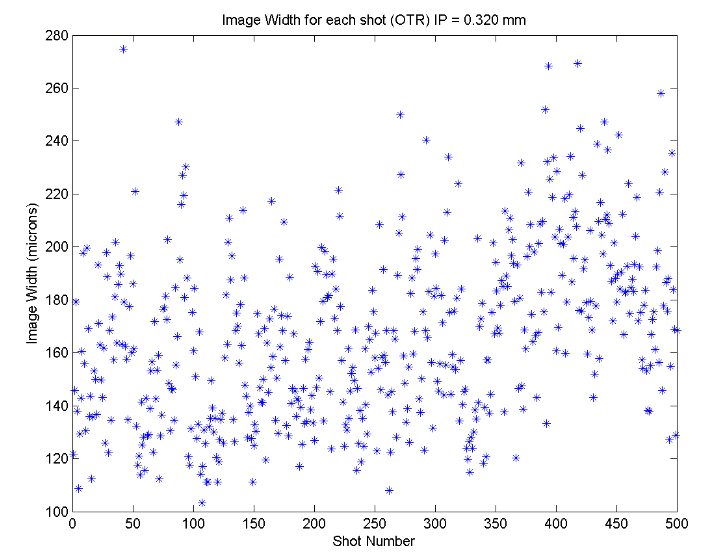 Image Width for each shot (OTR) IP = 0.320 mm
280
260
240
220
200
180
160
140
120
100
Image Width (microns)
0 50 100 150 200 250 300 350 400 450 500
Shot Number